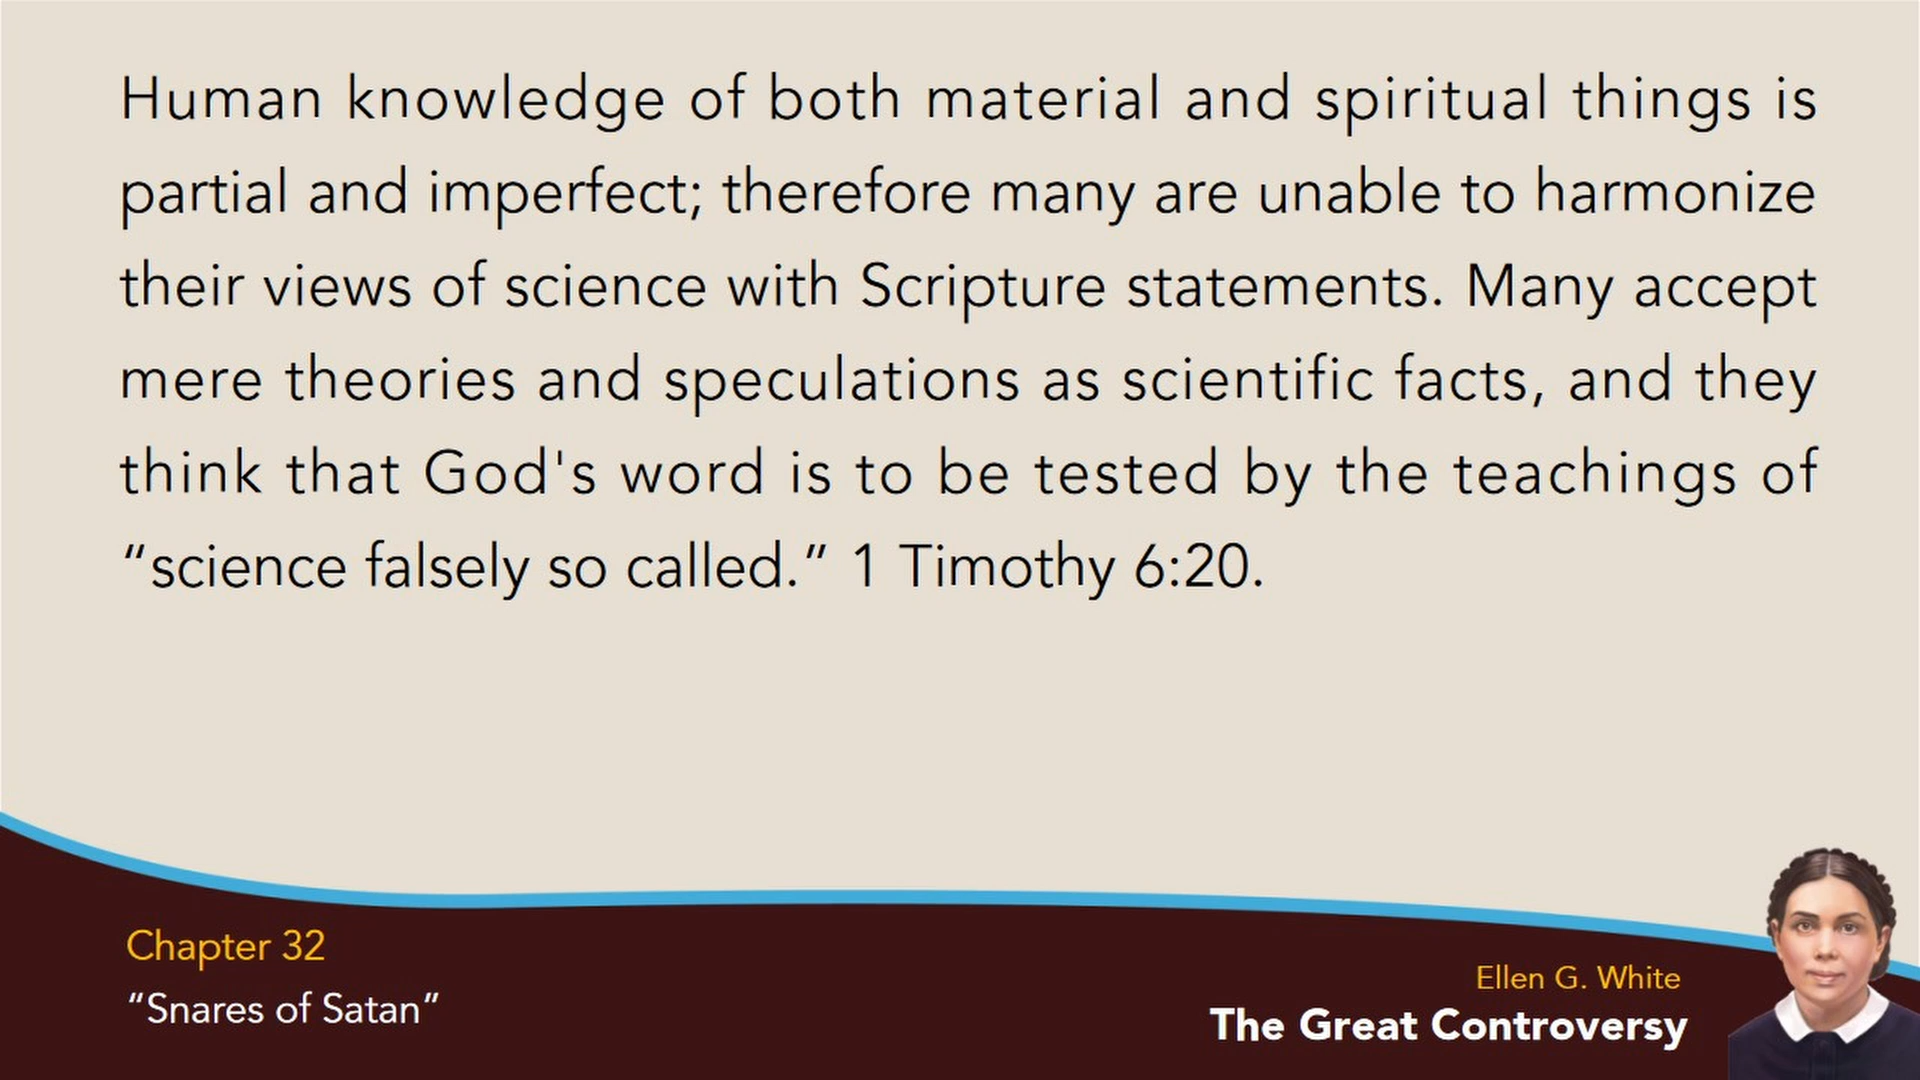 Human knowledge of both material and spiritual things is
partial and imperfect; therefore many are unable to harmonize
their views of science with Scripture statements. Many accept
mere theories and speculations as scientific facts, and they
think that God's word is to be tested by the teachings of
“science falsely so called.” 1 Timothy 6:20.
Chapter 32
“Snares of Satan”
Ellen G. White
The Great Controversy